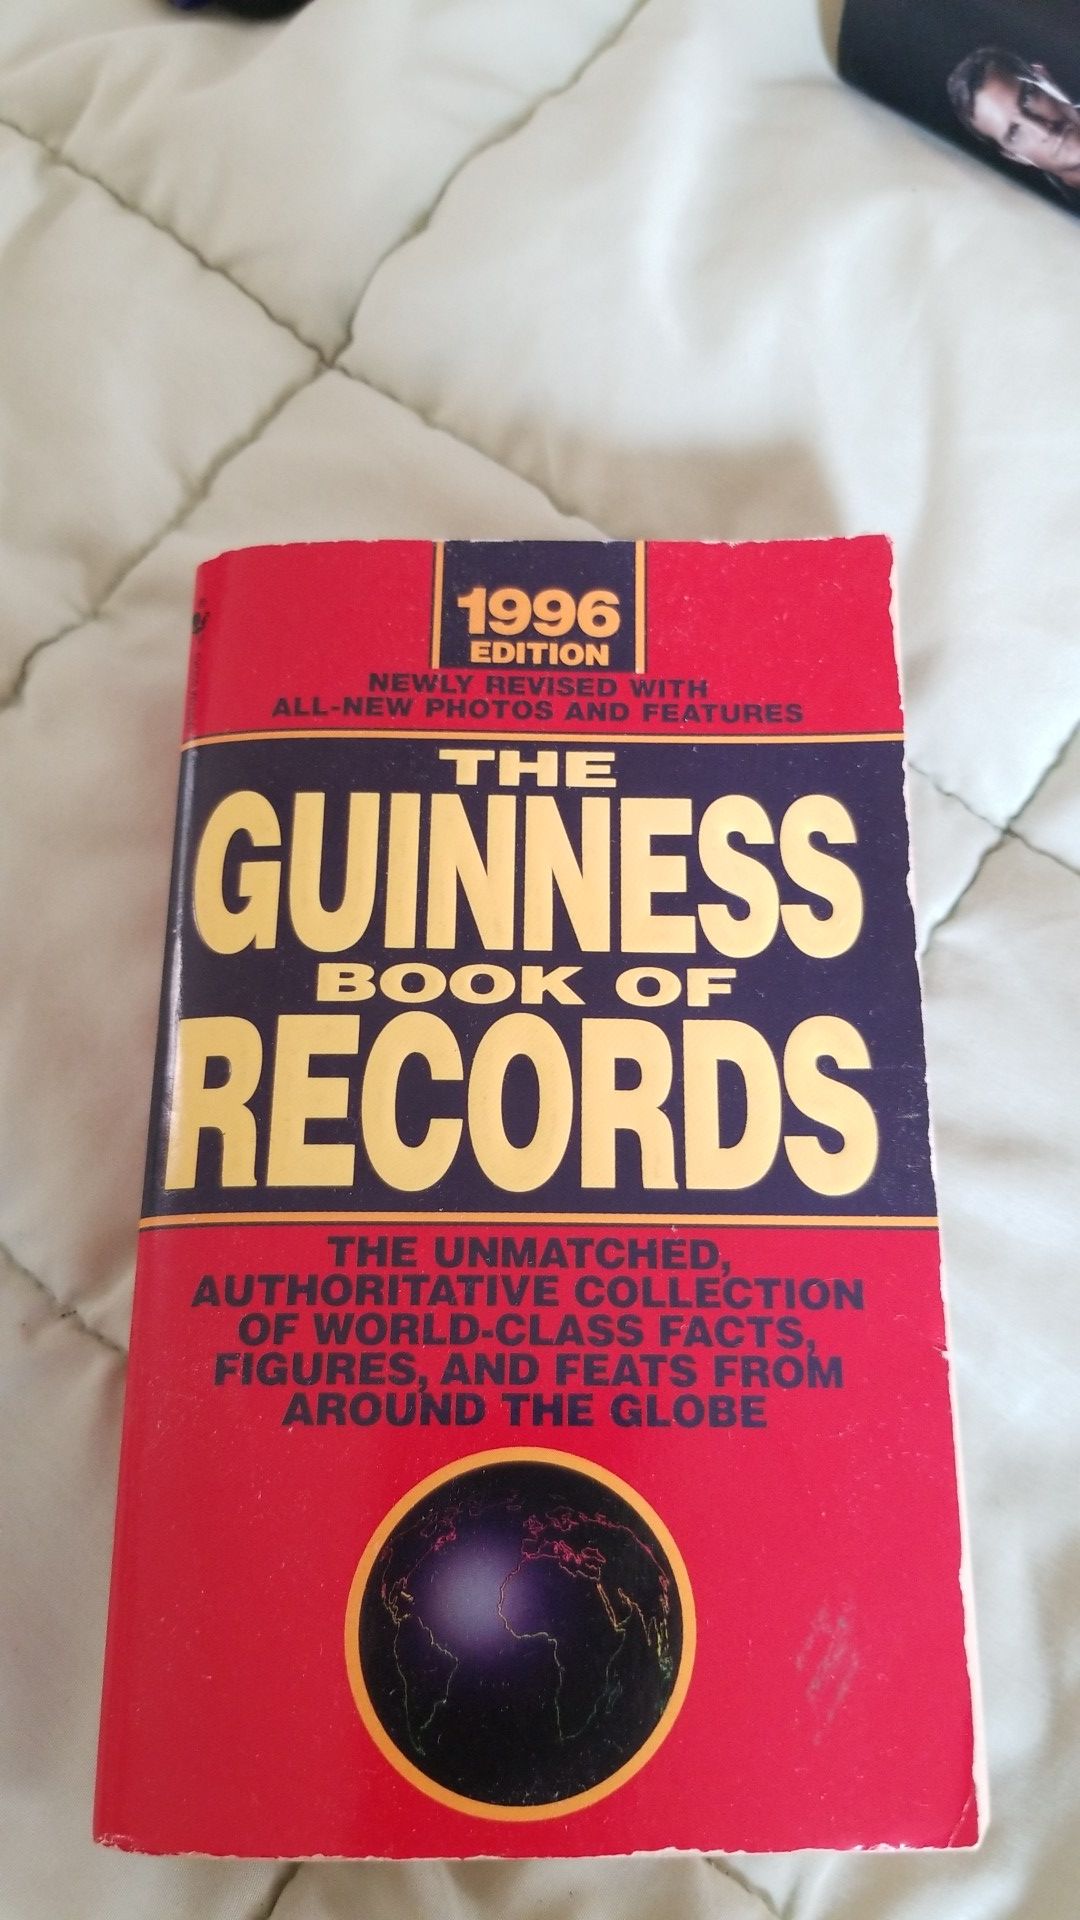 1996
EDITION
NEWLY REVISED WITH
ALL-NEW PHOTOS AND FEATURES
THE
GUINNESS
BOOK OF
RECORDS
THE UNMATCHED,
AUTHORITATIVE COLLECTION
OF WORLD-CLASS FACTS,
FIGURES, AND FEATS FROM
AROUND THE GLOBE